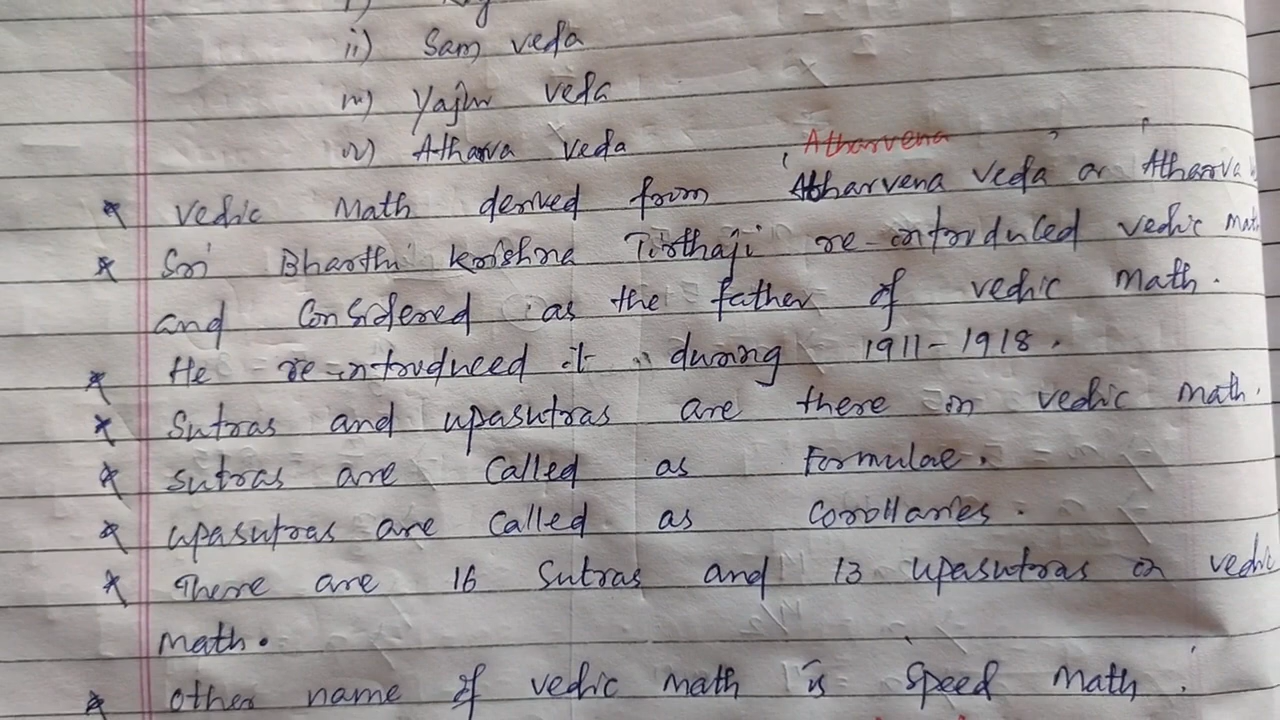 ii) Sam veda
iii) Yajur veda
iv) Atharva veda
Atharvena
* Vedic Math derived from 'Atharvena Veda or Atharva
* Sri Bharthi Krishna Tirthaji re-introduced vedic mat
and Considered as the father of vedic Math.
* He re-introduced it during 1911-1918.
* Sutras and upasutras are there in vedic math.
* Sutras are Called as Formulae.
* upasutras are called as Corollaries.
* There are 16 Sutras and 13 upasutras in vedic
Math.
* Other name of vedic math is Speed Math.